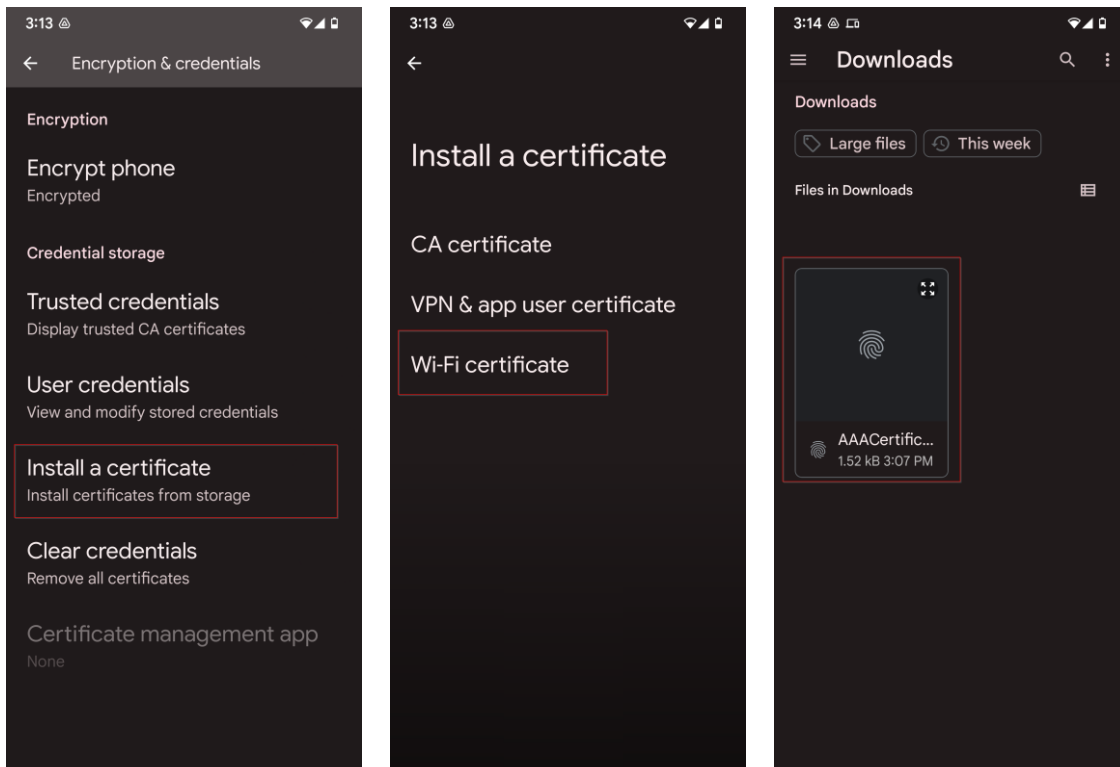 3:13
Encryption & credentials
Encryption
Encrypt phone
Encrypted
Credential storage
Trusted credentials
Display trusted CA certificates
User credentials
View and modify stored credentials
Install a certificate
Install certificates from storage
Clear credentials
Remove all certificates
Certificate management app
None
3:13
Install a certificate
CA certificate
VPN & app user certificate
Wi-Fi certificate
3:14
Downloads
Downloads
Large files
This week
Files in Downloads
AAACertific...
1.52 kB 3:07 PM